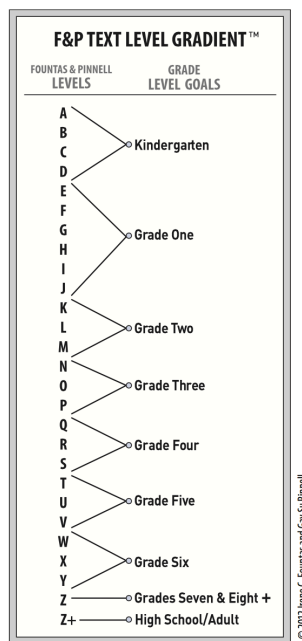 F&P TEXT LEVEL GRADIENT™
FOUNTAS & PINNELL LEVELS
GRADE LEVEL GOALS
A
B
C
D
Kindergarten
E
F
G
H
I
J
Grade One
K
L
M
Grade Two
N
O
P
Grade Three
Q
R
S
Grade Four
T
U
V
Grade Five
W
X
Y
Grade Six
Z
Grades Seven & Eight +
Z+
High School/Adult
© 2012 Irene C. Fountas and Gay Su Pinnell